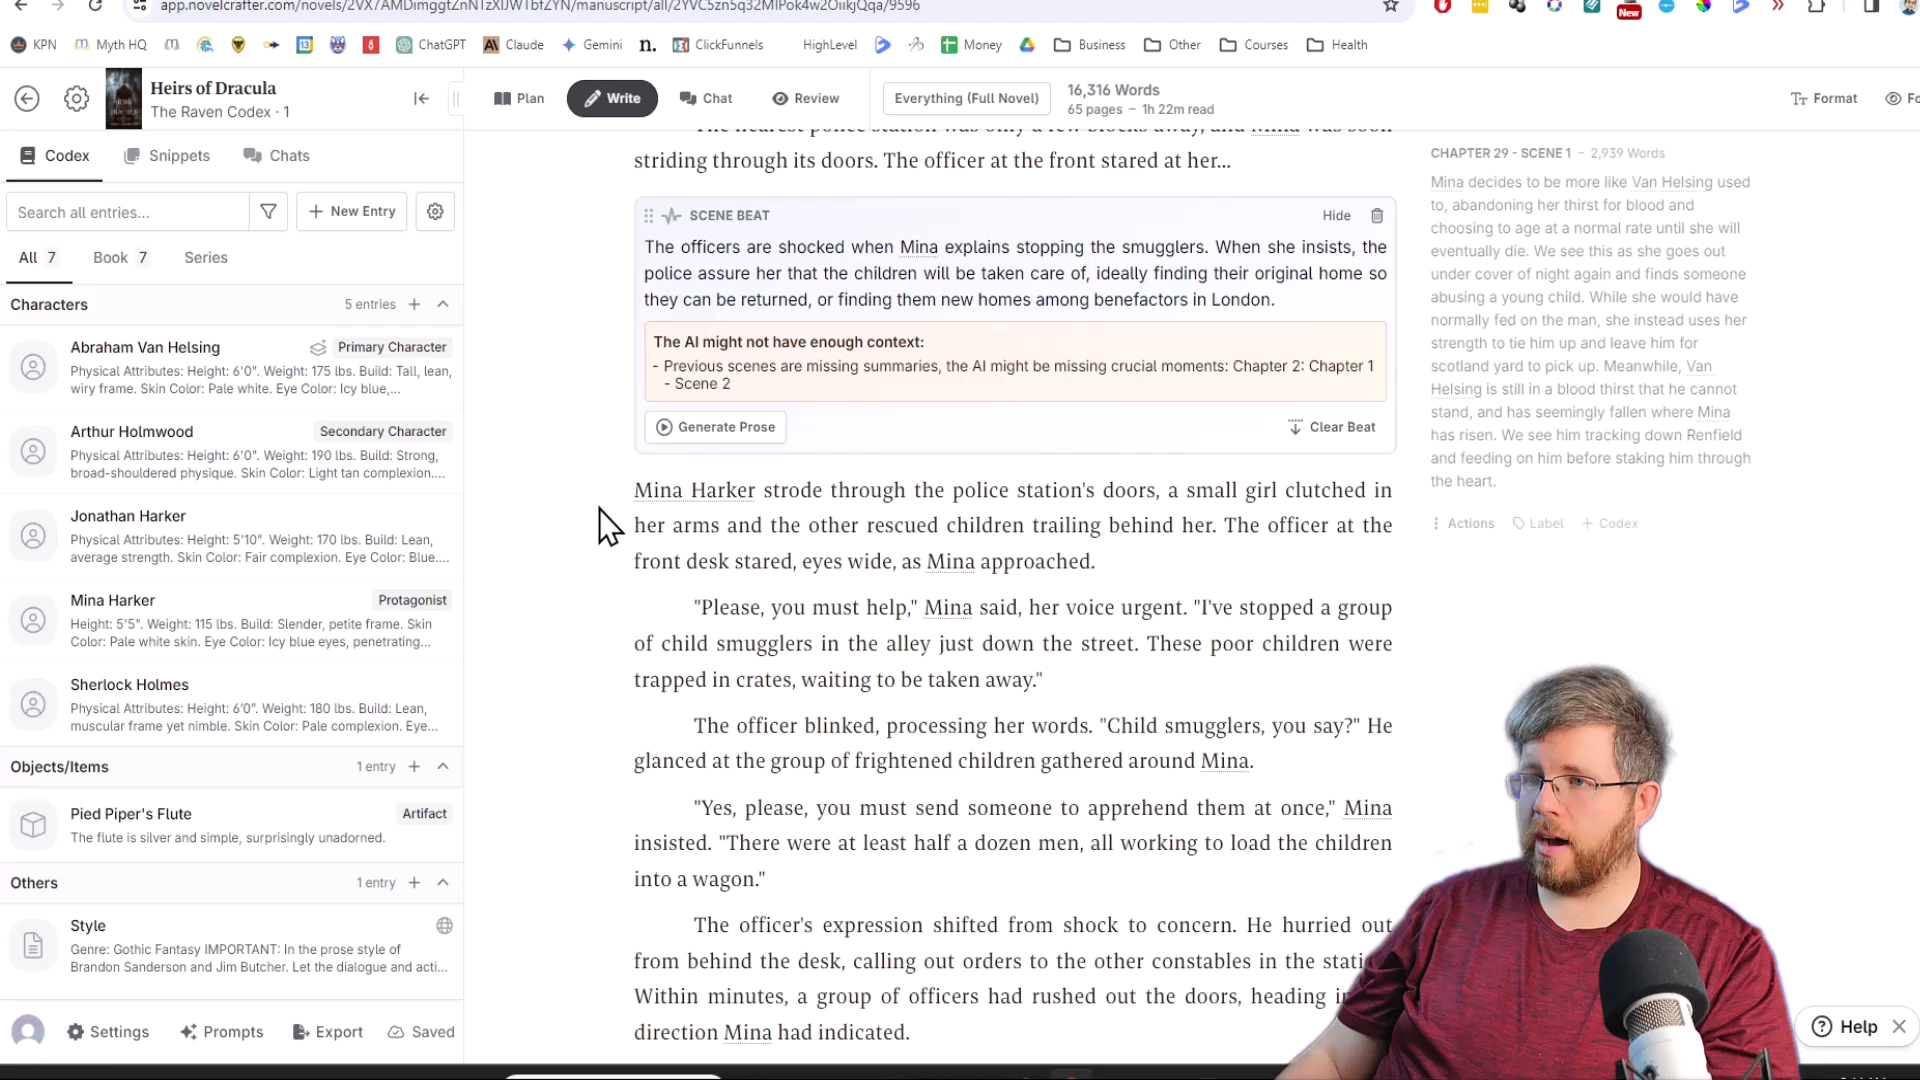 app.novelcrafter.com/novels/2VX7AMDimggtZnNTzXIJWTbfZYN/manuscript/all/2YVC5zn5q32MIPok4w2OiikjQqa/9596
New
KPN
Myth HQ
13
8
ChatGPT
Claude
Gemini
n.
ClickFunnels
HighLevel
Money
Business
Other
Courses
Health
Heirs of Dracula
The Raven Codex · 1
Plan
Write
Chat
Review
Everything (Full Novel)
16,316 Words
65 pages – 1h 22m read
Format
Codex
Snippets
Chats
Search all entries...
New Entry
All 7
Book 7
Series
Characters
5 entries
Abraham Van Helsing
Primary Character
Physical Attributes: Height: 6'0". Weight: 175 lbs. Build: Tall, lean,
wiry frame. Skin Color: Pale white. Eye Color: Icy blue,...
Arthur Holmwood
Secondary Character
Physical Attributes: Height: 6'0". Weight: 190 lbs. Build: Strong,
broad-shouldered physique. Skin Color: Light tan complexion....
Jonathan Harker
Physical Attributes: Height: 5'10". Weight: 170 lbs. Build: Lean,
average strength. Skin Color: Fair complexion. Eye Color: Blue....
Mina Harker
Protagonist
Height: 5'5". Weight: 115 lbs. Build: Slender, petite frame. Skin
Color: Pale white skin. Eye Color: Icy blue eyes, penetrating...
Sherlock Holmes
Physical Attributes: Height: 6'0". Weight: 180 lbs. Build: Lean,
muscular frame yet nimble. Skin Color: Pale complexion. Eye...
Objects/Items
1 entry
Pied Piper's Flute
Artifact
The flute is silver and simple, surprisingly unadorned.
Others
1 entry
Style
Genre: Gothic Fantasy IMPORTANT: In the prose style of
Brandon Sanderson and Jim Butcher. Let the dialogue and acti...
Settings
Prompts
Export
Saved
The nearest police station was only a few blocks away, and Mina was soon
striding through its doors. The officer at the front stared at her...
SCENE BEAT
Hide
The officers are shocked when Mina explains stopping the smugglers. When she insists, the
police assure her that the children will be taken care of, ideally finding their original home so
they can be returned, or finding them new homes among benefactors in London.
The AI might not have enough context:
- Previous scenes are missing summaries, the AI might be missing crucial moments: Chapter 2: Chapter 1
- Scene 2
Generate Prose
Clear Beat
Mina Harker strode through the police station's doors, a small girl clutched in
her arms and the other rescued children trailing behind her. The officer at the
front desk stared, eyes wide, as Mina approached.
"Please, you must help," Mina said, her voice urgent. "I've stopped a group
of child smugglers in the alley just down the street. These poor children were
trapped in crates, waiting to be taken away."
The officer blinked, processing her words. "Child smugglers, you say?" He
glanced at the group of frightened children gathered around Mina.
"Yes, please, you must send someone to apprehend them at once," Mina
insisted. "There were at least half a dozen men, all working to load the children
into a wagon."
The officer's expression shifted from shock to concern. He hurried out
from behind the desk, calling out orders to the other constables in the
Within minutes, a group of officers had rushed out the doors, heading
direction Mina had indicated.
CHAPTER 29 - SCENE 1 – 2,939 Words
Mina decides to be more like Van Helsing used
to, abandoning her thirst for blood and
choosing to age at a normal rate until she will
eventually die. We see this as she goes out
under cover of night again and finds someone
abusing a young child. While she would have
normally fed on the man, she instead uses her
strength to tie him up and leave him for
scotland yard to pick up. Meanwhile, Van
Helsing is still in a blood thirst that he cannot
stand, and has seemingly fallen where Mina
has risen. We see him tracking down Renfield
and feeding on him before staking him through
the heart.
Actions
Label
Codex
Help